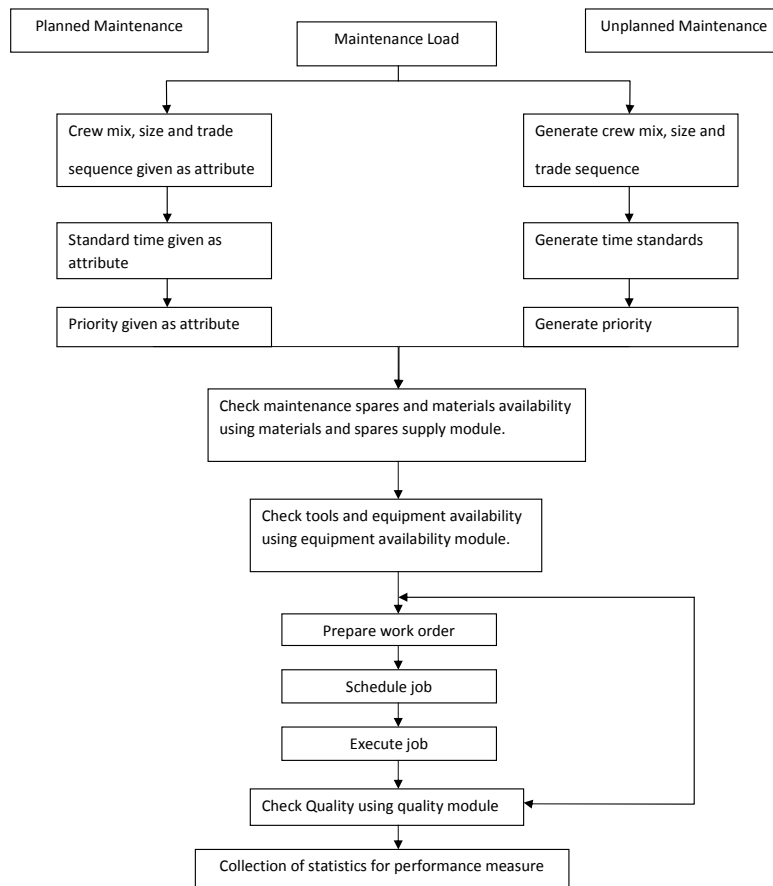 Planned Maintenance
Maintenance Load
Unplanned Maintenance
Crew mix, size and trade
sequence given as attribute
Generate crew mix, size and
trade sequence
Standard time given as
attribute
Generate time standards
Priority given as attribute
Generate priority
Check maintenance spares and materials availability
using materials and spares supply module.
Check tools and equipment availability
using equipment availability module.
Prepare work order
Schedule job
Execute job
Check Quality using quality module
Collection of statistics for performance measure